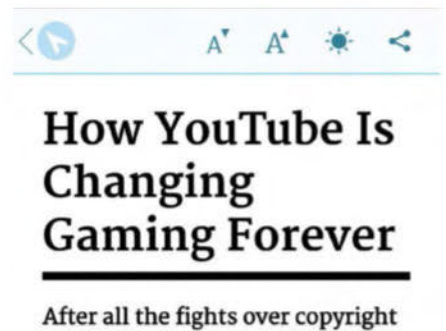 A A
How YouTube Is
Changing
Gaming Forever
After all the fights over copyright